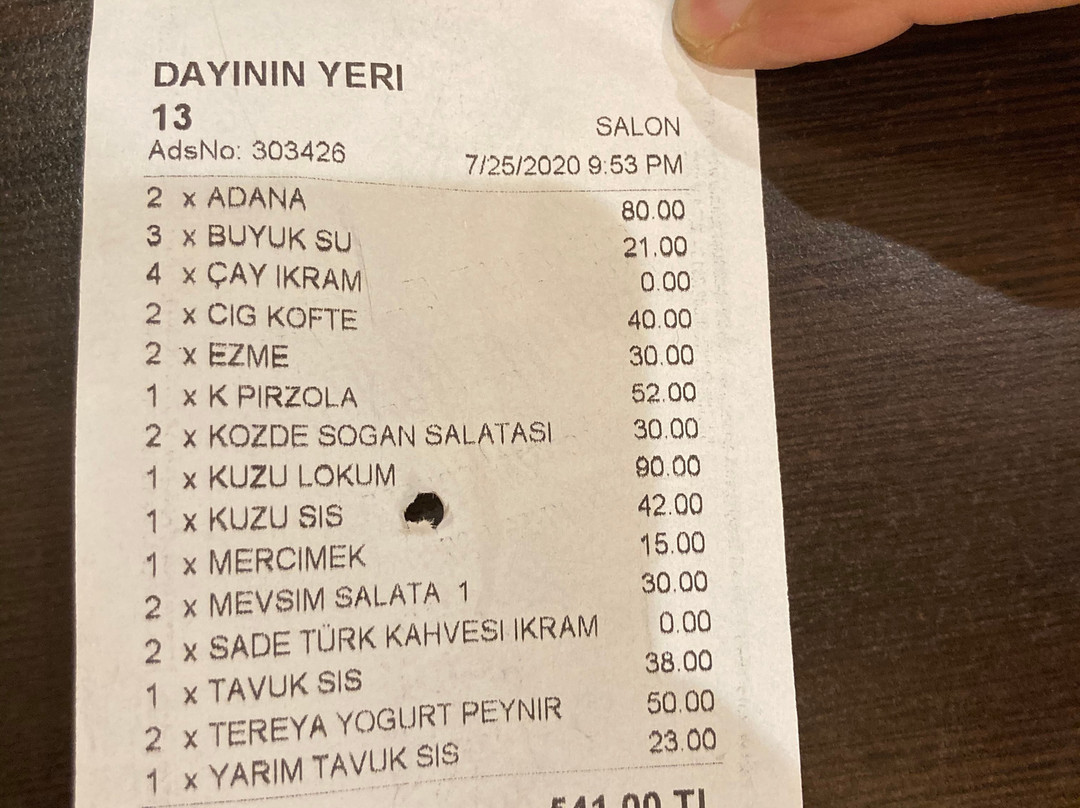 DAYININ YERI
13
SALON
AdsNo: 303426 7/25/2020 9:53 PM
2 x ADANA 80.00
3 x BUYUK SU 21.00
4 x ÇAY IKRAM 0.00
2 x CIG KOFTE 40.00
2 x EZME 30.00
1 x K PIRZOLA 52.00
2 x KOZDE SOGAN SALATASI 30.00
1 x KUZU LOKUM 90.00
1 x KUZU SIS 42.00
1 x MERCIMEK 15.00
2 x MEVSIM SALATA 1 30.00
2 x SADE TÜRK KAHVESI IKRAM 0.00
1 x TAVUK SIS 38.00
2 x TEREYA YOGURT PEYNIR 50.00
1 x YARIM TAVUK SIS 23.00
541.00 TL